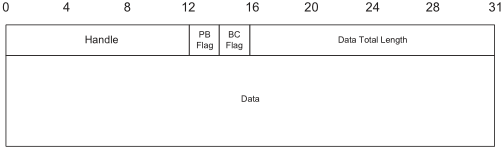 0 4 8 12 16 20 24 28 31
Handle PB Flag BC Flag Data Total Length
Data